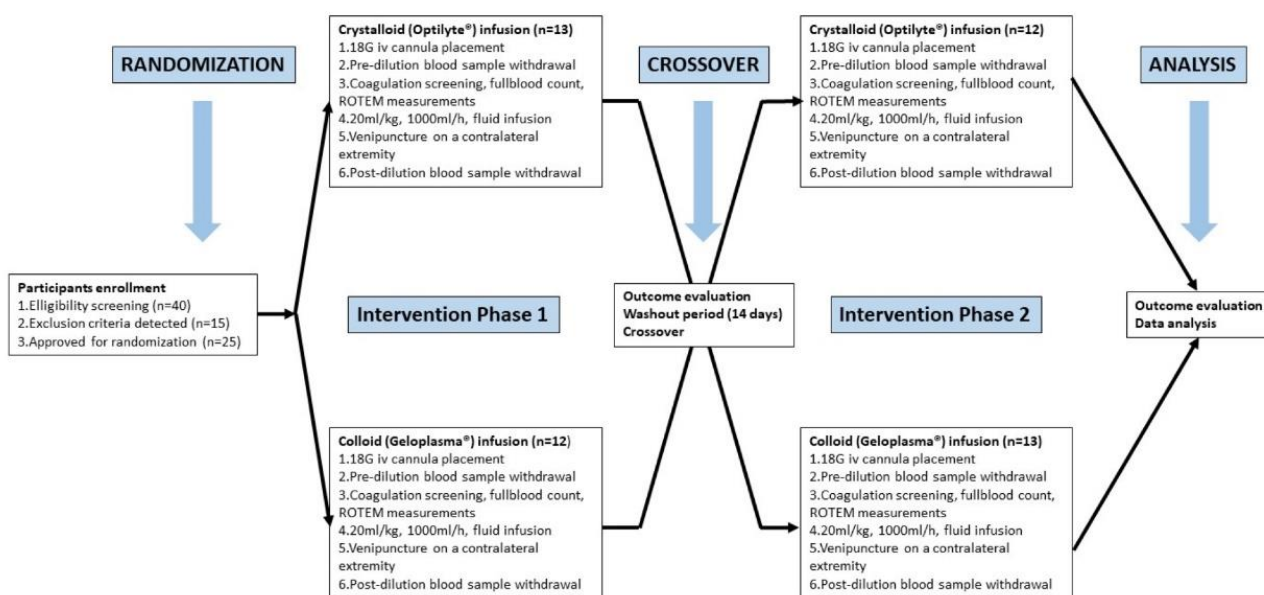 RANDOMIZATION
Participants enrollment
1.Elligibility screening (n=40)
2.Exclusion criteria detected (n=15)
3.Approved for randomization (n=25)
Crystalloid (Optilyte®) infusion (n=13)
1.18G iv cannula placement
2.Pre-dilution blood sample withdrawal
3.Coagulation screening, fullblood count,
ROTEM measurements
4.20ml/kg, 1000ml/h, fluid infusion
5.Venipuncture on a contralateral
extremity
6.Post-dilution blood sample withdrawal
Intervention Phase 1
Colloid (Geloplasma®) infusion (n=12)
1.18G iv cannula placement
2.Pre-dilution blood sample withdrawal
3.Coagulation screening, fullblood count,
ROTEM measurements
4.20ml/kg, 1000ml/h, fluid infusion
5.Venipuncture on a contralateral
extremity
6.Post-dilution blood sample withdrawal
CROSSOVER
Outcome evaluation
Washout period (14 days)
Crossover
Crystalloid (Optilyte®) infusion (n=12)
1.18G iv cannula placement
2.Pre-dilution blood sample withdrawal
3.Coagulation screening, fullblood count,
ROTEM measurements
4.20ml/kg, 1000ml/h, fluid infusion
5.Venipuncture on a contralateral
extremity
6.Post-dilution blood sample withdrawal
Intervention Phase 2
Colloid (Geloplasma®) infusion (n=13)
1.18G iv cannula placement
2.Pre-dilution blood sample withdrawal
3.Coagulation screening, fullblood count,
ROTEM measurements
4.20ml/kg, 1000ml/h, fluid infusion
5.Venipuncture on a contralateral
extremity
6.Post-dilution blood sample withdrawal
ANALYSIS
Outcome evaluation
Data analysis